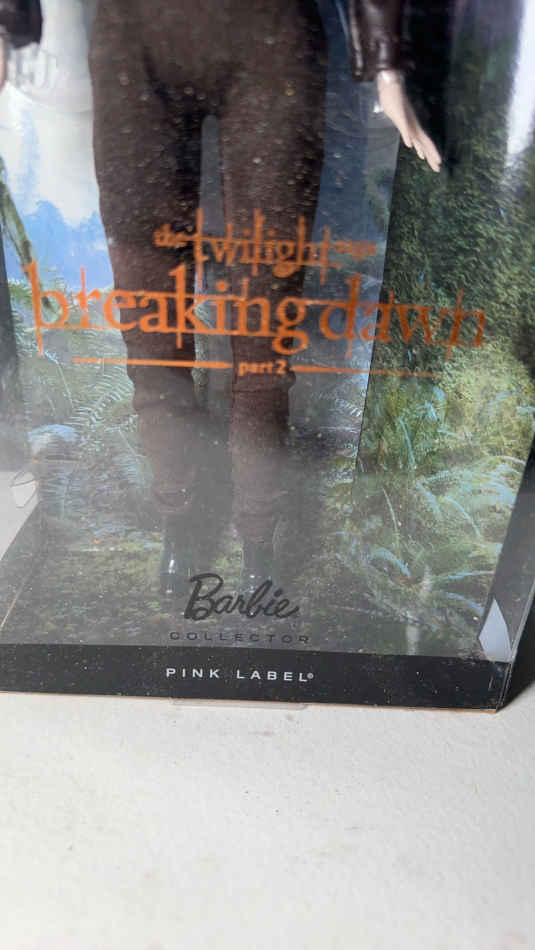 the twilight saga
breaking dawn
part 2
Barbie
COLLECTOR
PINK LABEL®